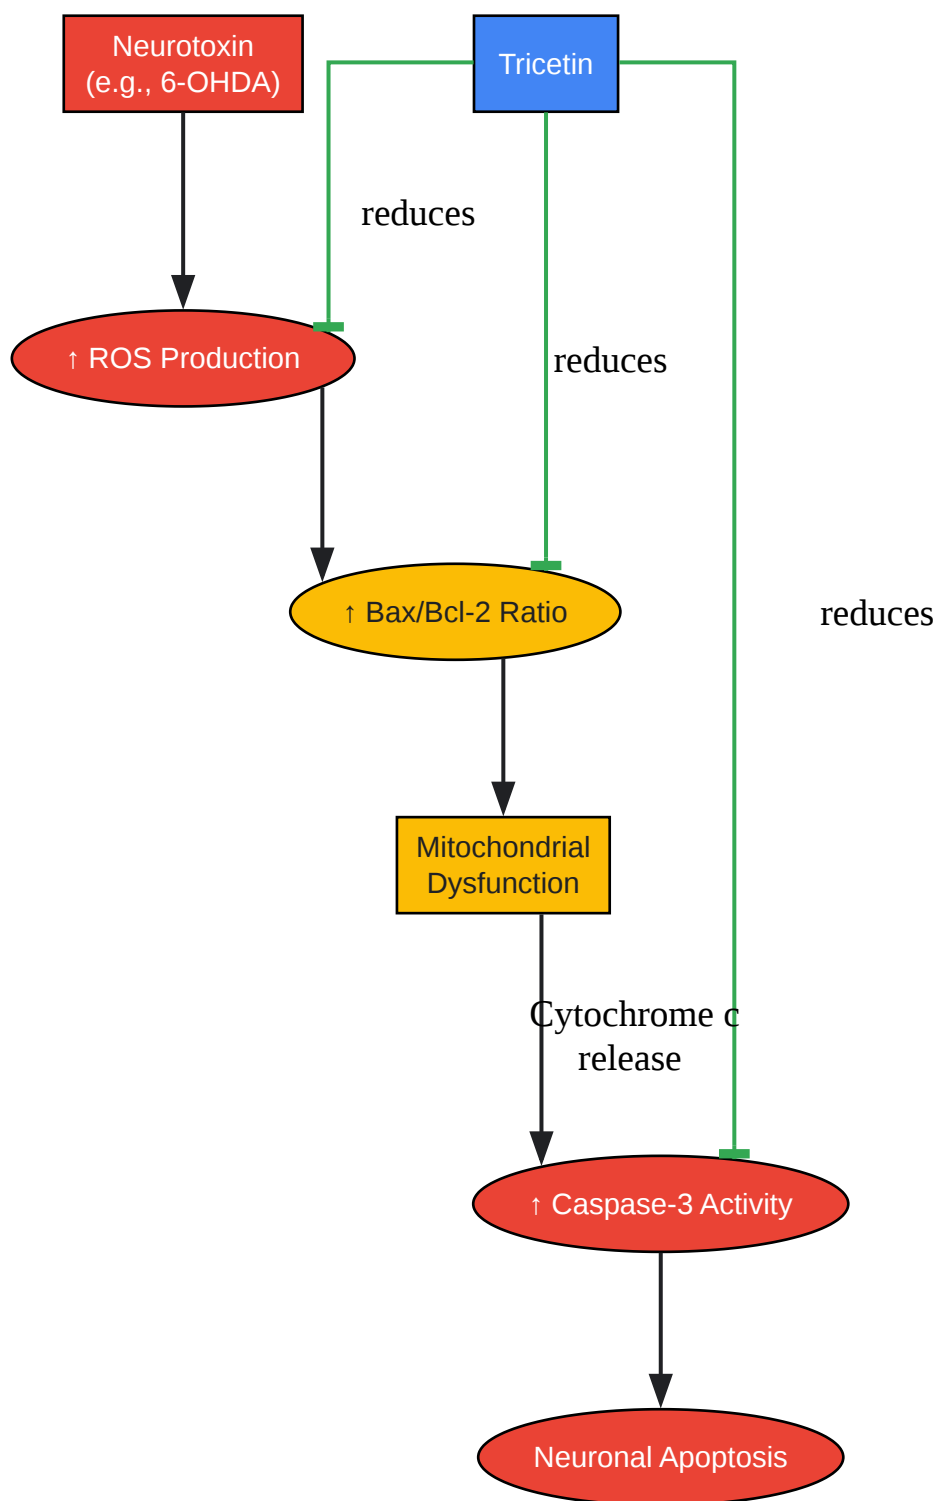 Neurotoxin
(e.g., 6-OHDA)
Tricetin
reduces
↑ ROS Production
reduces
↑ Bax/Bcl-2 Ratio
reduces
Mitochondrial
Dysfunction
Cytochrome c
release
↑ Caspase-3 Activity
Neuronal Apoptosis